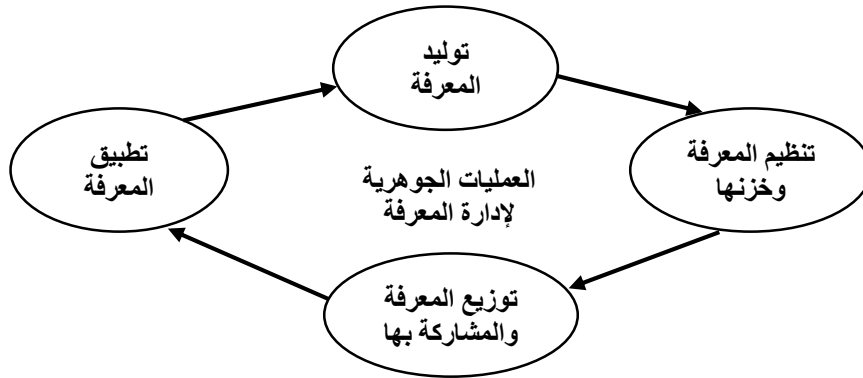 توليد
المعرفة
تنظيم المعرفة
وخزنها
العمليات الجوهرية
لإدارة المعرفة
تطبيق
المعرفة
توزيع المعرفة
والمشاركة بها